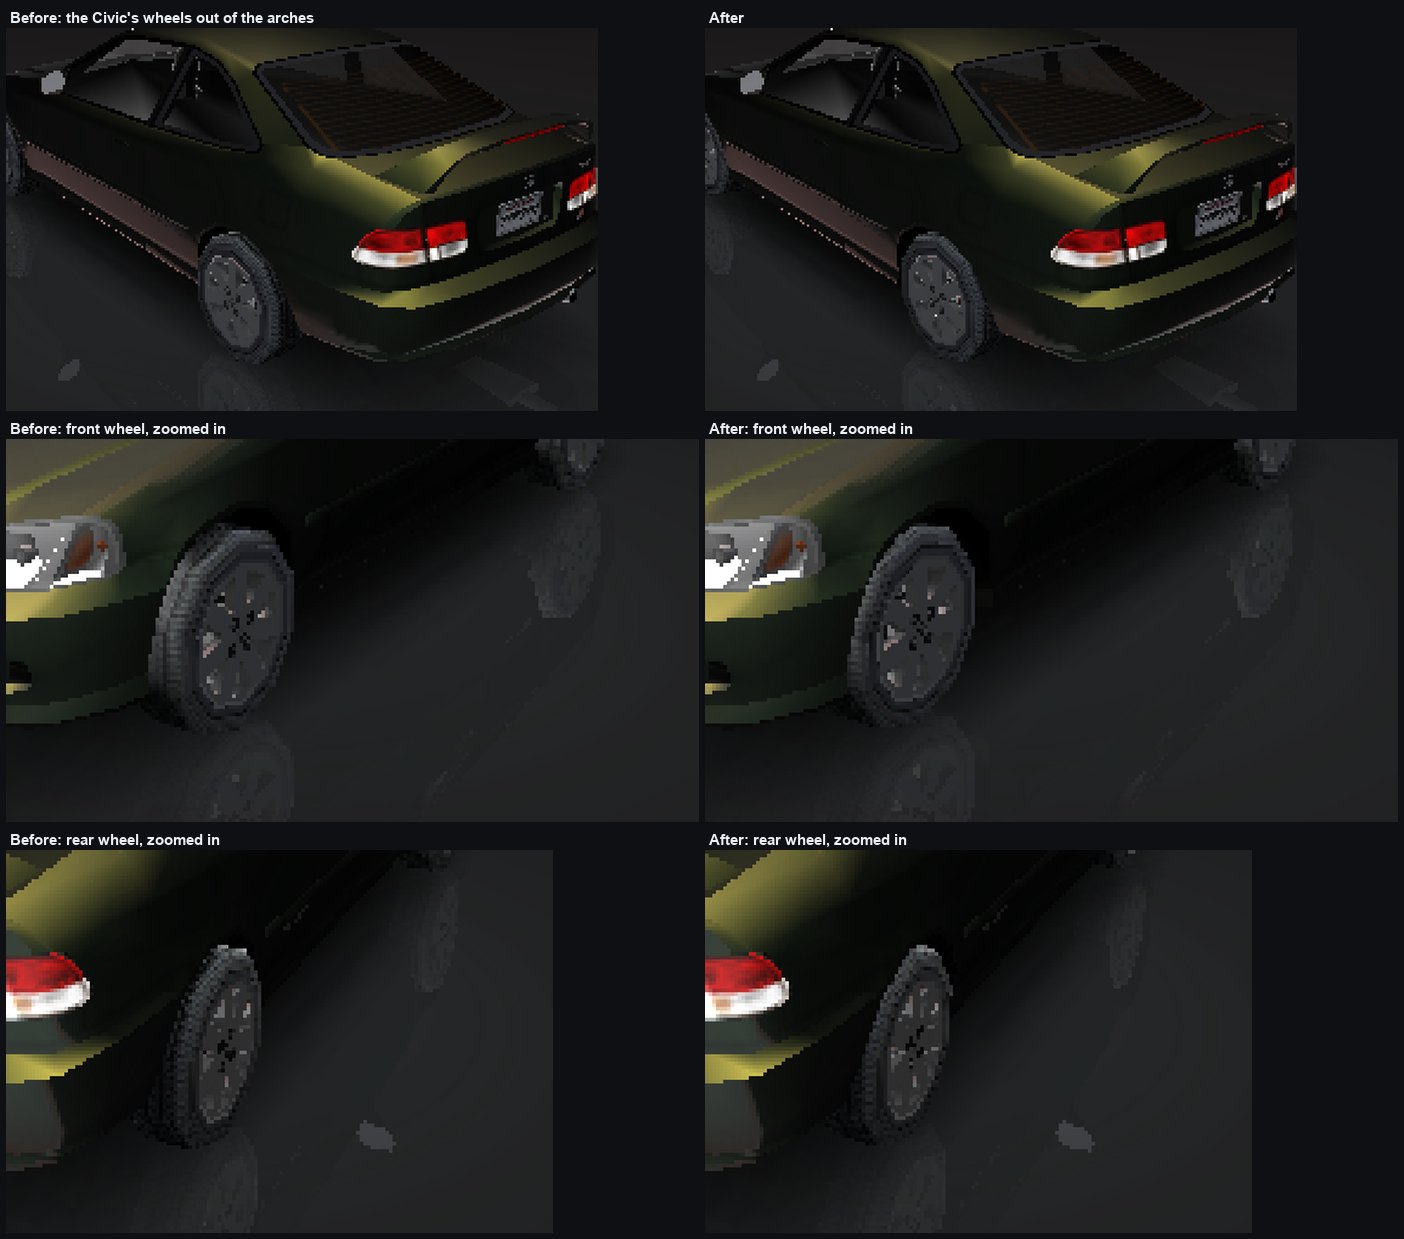 Before: the Civic's wheels out of the arches
After
Before: front wheel, zoomed in
After: front wheel, zoomed in
Before: rear wheel, zoomed in
After: rear wheel, zoomed in